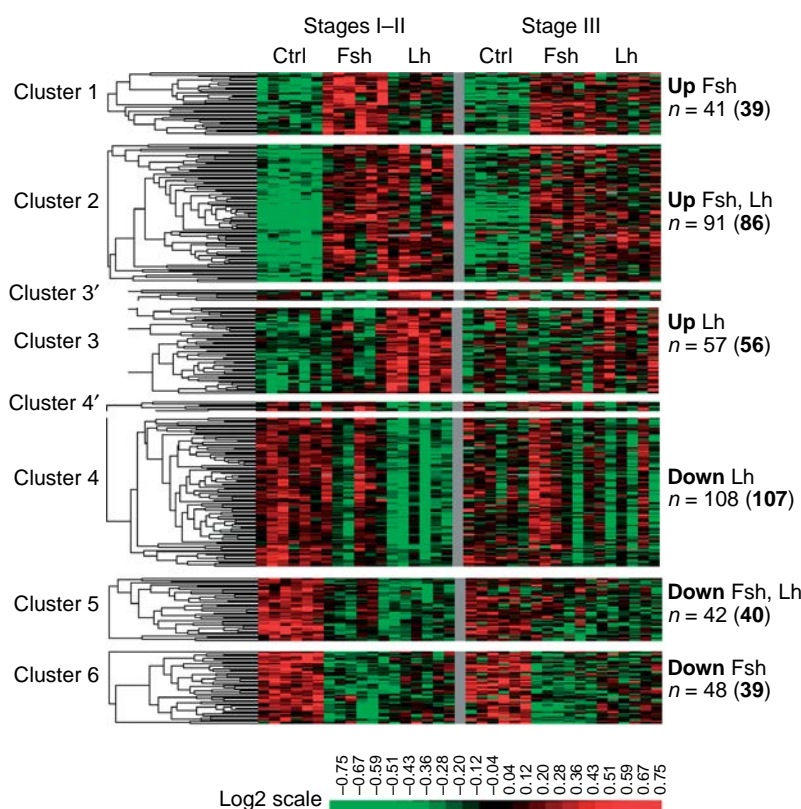 Stages I–II Stage III
Ctrl Fsh Lh Ctrl Fsh Lh
Cluster 1
Up Fsh
n = 41 (39)
Cluster 2
Up Fsh, Lh
n = 91 (86)
Cluster 3′
Cluster 3
Up Lh
n = 57 (56)
Cluster 4′
Cluster 4
Down Lh
n = 108 (107)
Cluster 5
Down Fsh, Lh
n = 42 (40)
Cluster 6
Down Fsh
n = 48 (39)
−0.75 −0.67 −0.59 −0.51 −0.43 −0.36 −0.28 −0.20 −0.12 −0.04 0.04 0.12 0.20 0.28 0.36 0.43 0.51 0.59 0.67 0.75
Log2 scale